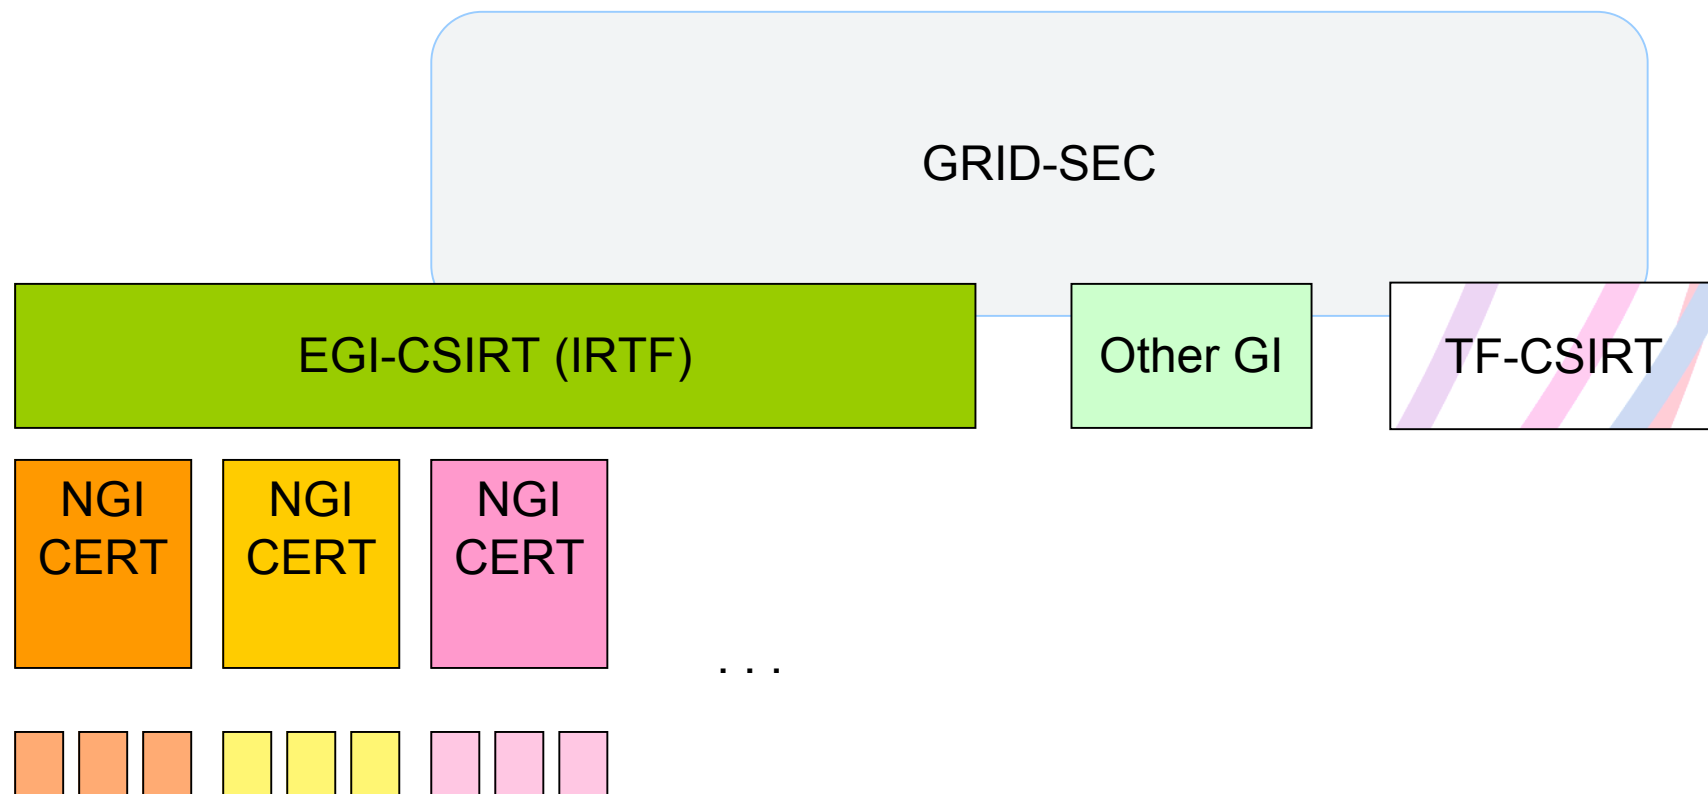 GRID-SEC
EGI-CSIRT (IRTF)
Other GI
TF-CSIRT
NGI
CERT
NGI
CERT
NGI
CERT
. . .